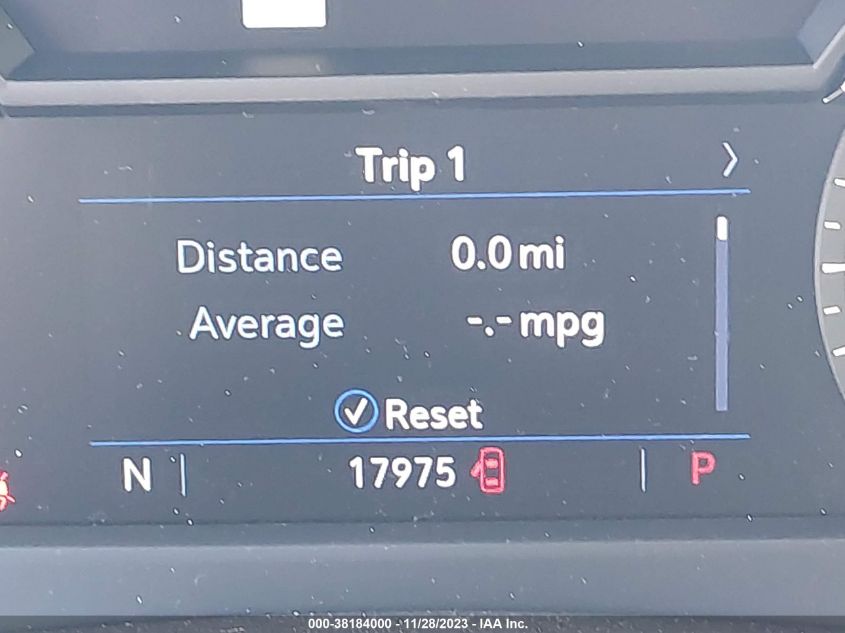 Trip 1
Distance 0.0 mi
Average -.- mpg
Reset
N 17975 P
000-38184000 - 11/28/2023 - IAA Inc.